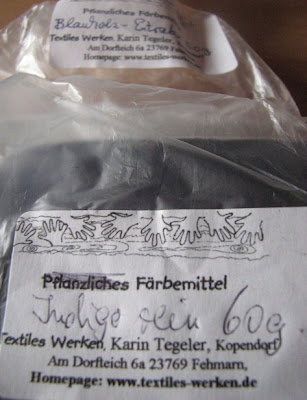 Pflanzliches Färbemittel
Blauholz-Extrakt
Textiles Werken, Karin Tegeler,
Am Dorfteich 6a 23769 Fehmarn,
Homepage: www.textiles-werken.de
Pflanzliches Färbemittel
Indigo rein 60g
Textiles Werken, Karin Tegeler, Kopendorf
Am Dorfteich 6a 23769 Fehmarn,
Homepage: www.textiles-werken.de